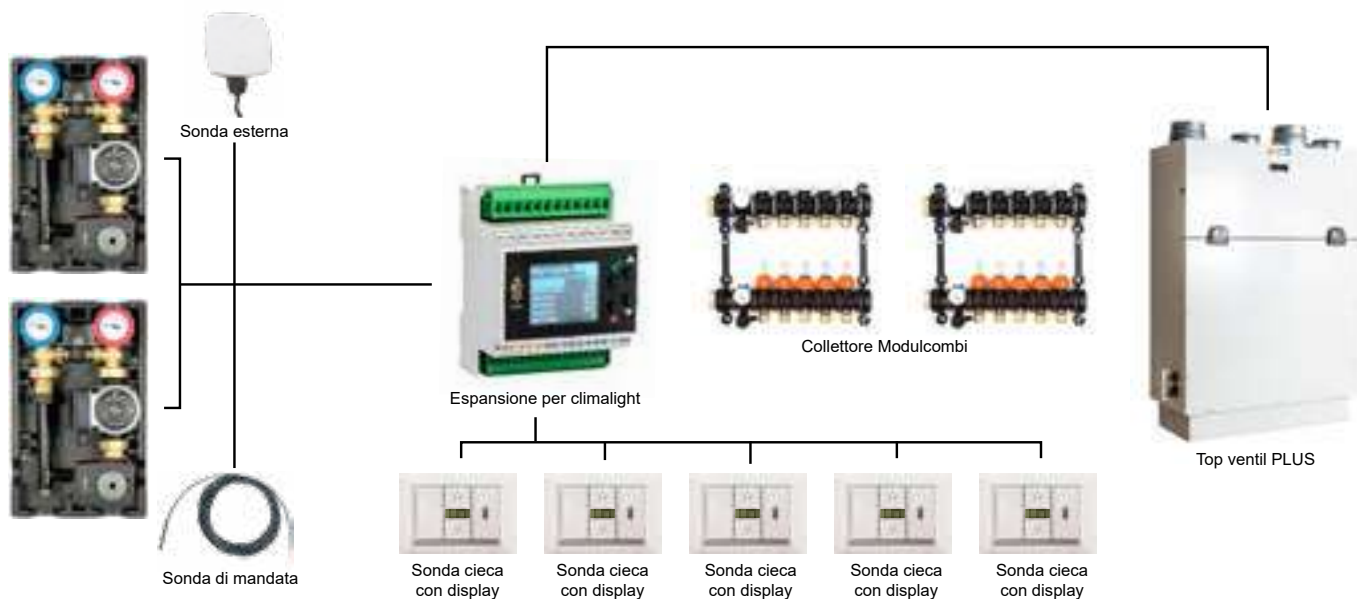 Sonda esterna
Collettore Modulcombi
Espansione per climalight
Top ventil PLUS
Sonda di mandata
Sonda cieca
con display
Sonda cieca
con display
Sonda cieca
con display
Sonda cieca
con display
Sonda cieca
con display